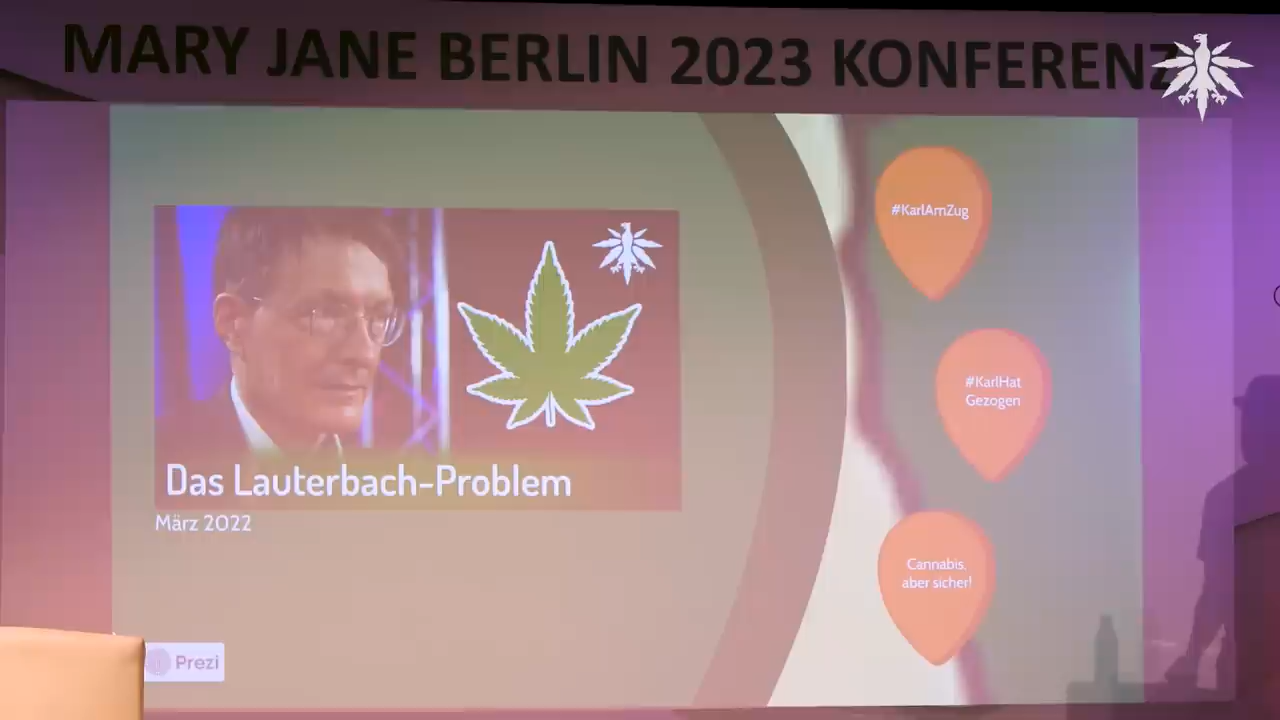 MARY JANE BERLIN 2023 KONFERENZ
#KarlAmZug
#KarlHat
Gezogen
Das Lauterbach-Problem
März 2022
Cannabis,
aber sicher!
Prezi